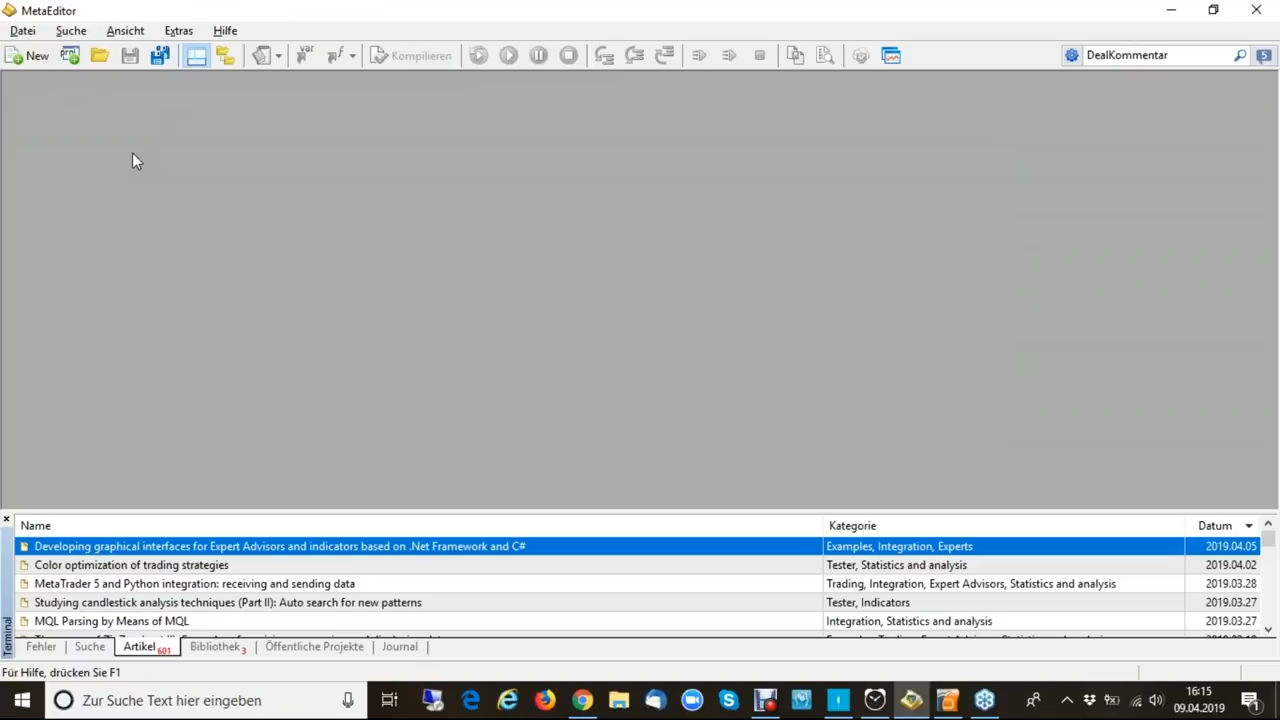 MetaEditor
Datei Suche Ansicht Extras Hilfe
New Kompilieren DealKommentar 5
Name Kategorie Datum
Developing graphical interfaces for Expert Advisors and indicators based on .Net Framework and C# Examples, Integration, Experts 2019.04.05
Color optimization of trading strategies Tester, Statistics and analysis 2019.04.02
MetaTrader 5 and Python integration: receiving and sending data Trading, Integration, Expert Advisors, Statistics and analysis 2019.03.28
Studying candlestick analysis techniques (Part II): Auto search for new patterns Tester, Indicators 2019.03.27
MQL Parsing by Means of MQL Integration, Statistics and analysis 2019.03.27
Terminal
Fehler Suche Artikel 601 Bibliothek 3 Öffentliche Projekte Journal
Für Hilfe, drücken Sie F1
Zur Suche Text hier eingeben
16:15
09.04.2019